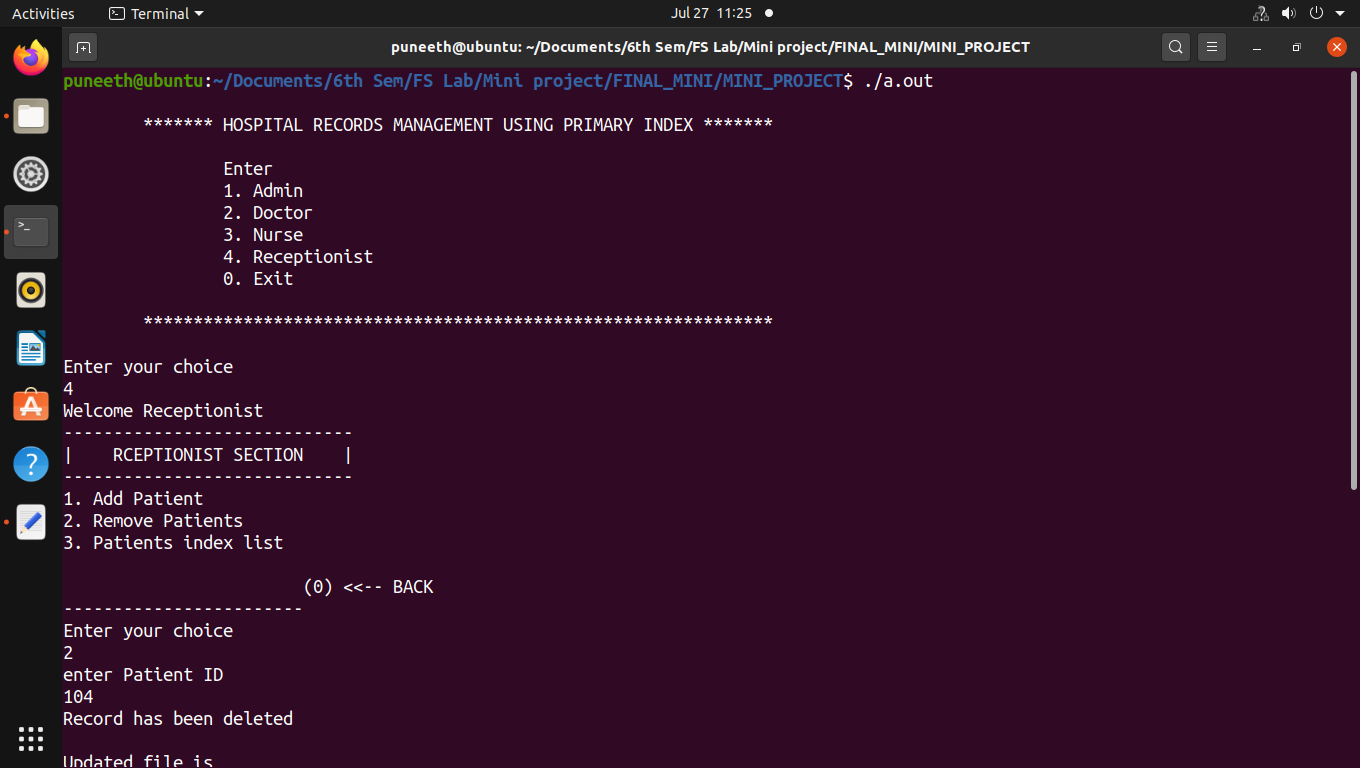 Activities
Terminal
Jul 27 11:25
puneeth@ubuntu: ~/Documents/6th Sem/FS Lab/Mini project/FINAL_MINI/MINI_PROJECT
puneeth@ubuntu:~/Documents/6th Sem/FS Lab/Mini project/FINAL_MINI/MINI_PROJECT$ ./a.out
******* HOSPITAL RECORDS MANAGEMENT USING PRIMARY INDEX *******
Enter
1. Admin
2. Doctor
3. Nurse
4. Receptionist
0. Exit
***************************************************************
Enter your choice
4
Welcome Receptionist
-----------------------------
|    RCEPTIONIST SECTION    |
-----------------------------
1. Add Patient
2. Remove Patients
3. Patients index list
(0) <<-- BACK
------------------------
Enter your choice
2
enter Patient ID
104
Record has been deleted
Updated file is